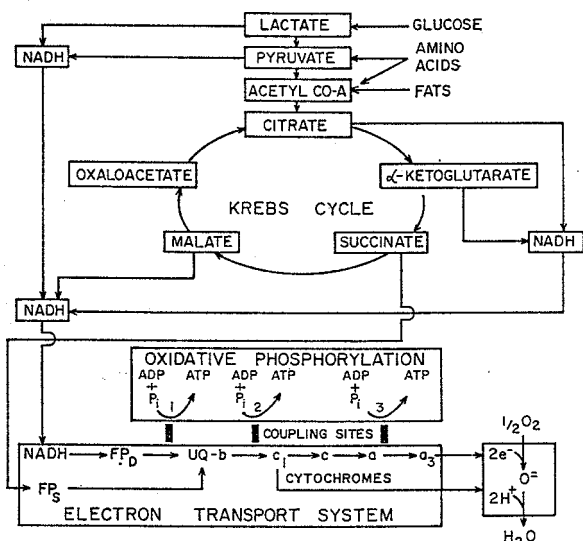 LACTATE GLUCOSE
NADH PYRUVATE AMINO
ACIDS
ACETYL CO-A FATS
CITRATE
OXALOACETATE α-KETOGLUTARATE
KREBS CYCLE
MALATE SUCCINATE NADH
NADH
OXIDATIVE PHOSPHORYLATION
ADP ATP ADP ATP ADP ATP
+ + +
Pi 1 Pi 2 Pi 3
COUPLING SITES
1/2O2
NADH FPD UQ-b c1 c a a3 2e-
O=
CYTOCHROMES
FPS 2H+
ELECTRON TRANSPORT SYSTEM
H2O